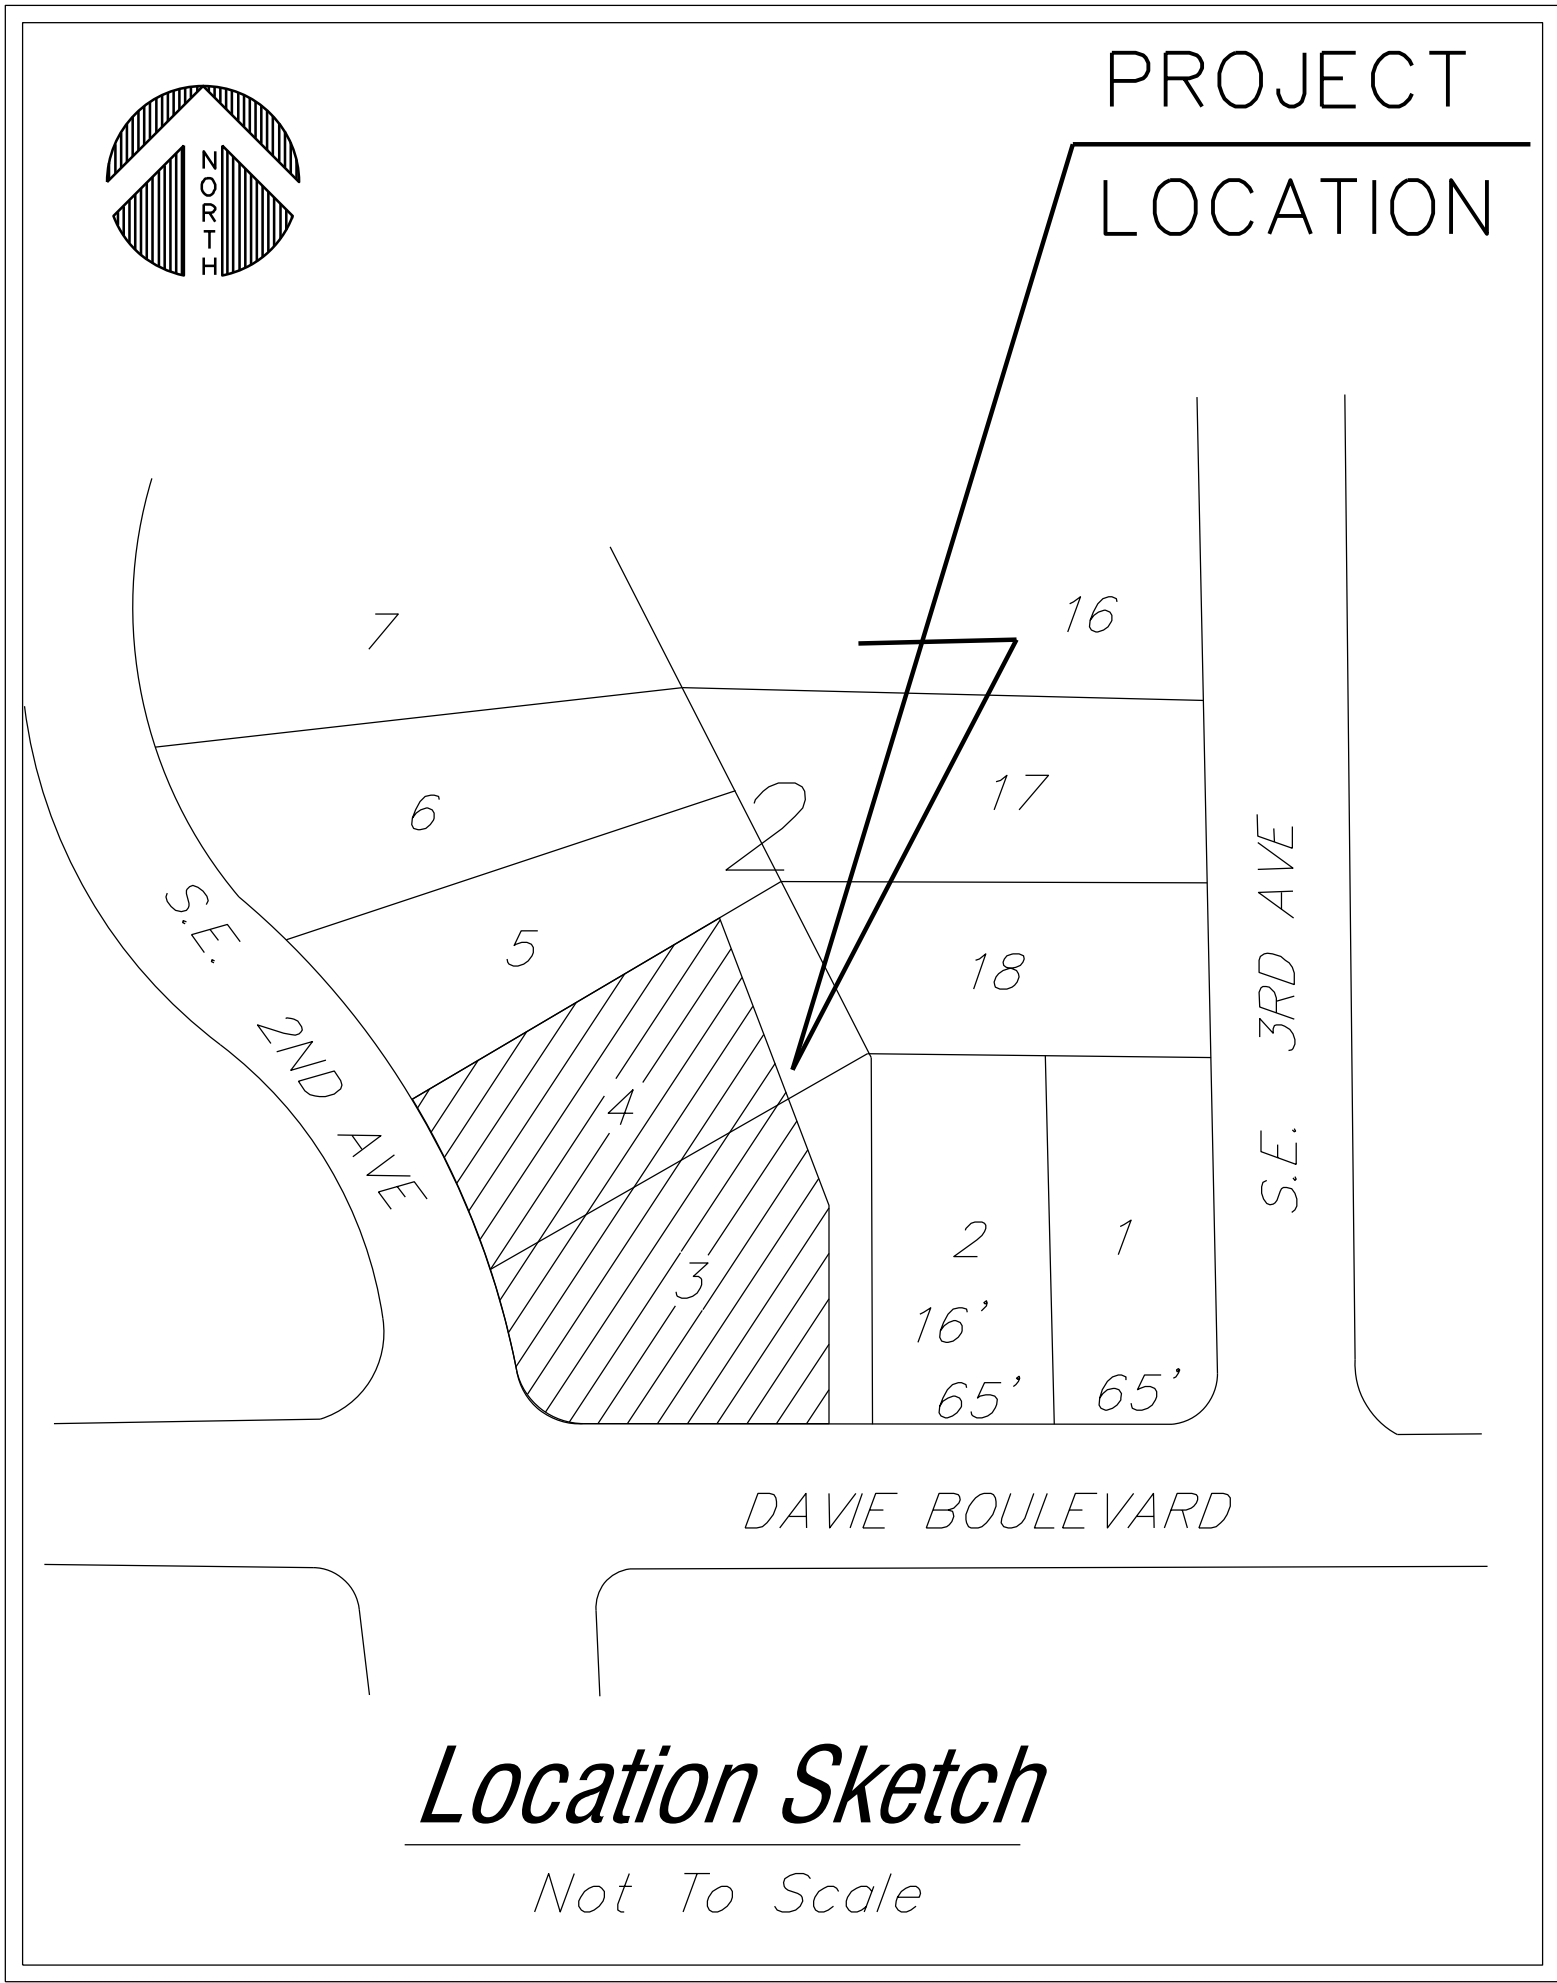 PROJECT
LOCATION
NORTH
7
16
6
2
17
5
18
4
3
2
1
16'
65'
65'
S.E. 2ND AVE
S.E. 3RD AVE
DAVIE BOULEVARD
Location Sketch
Not To Scale